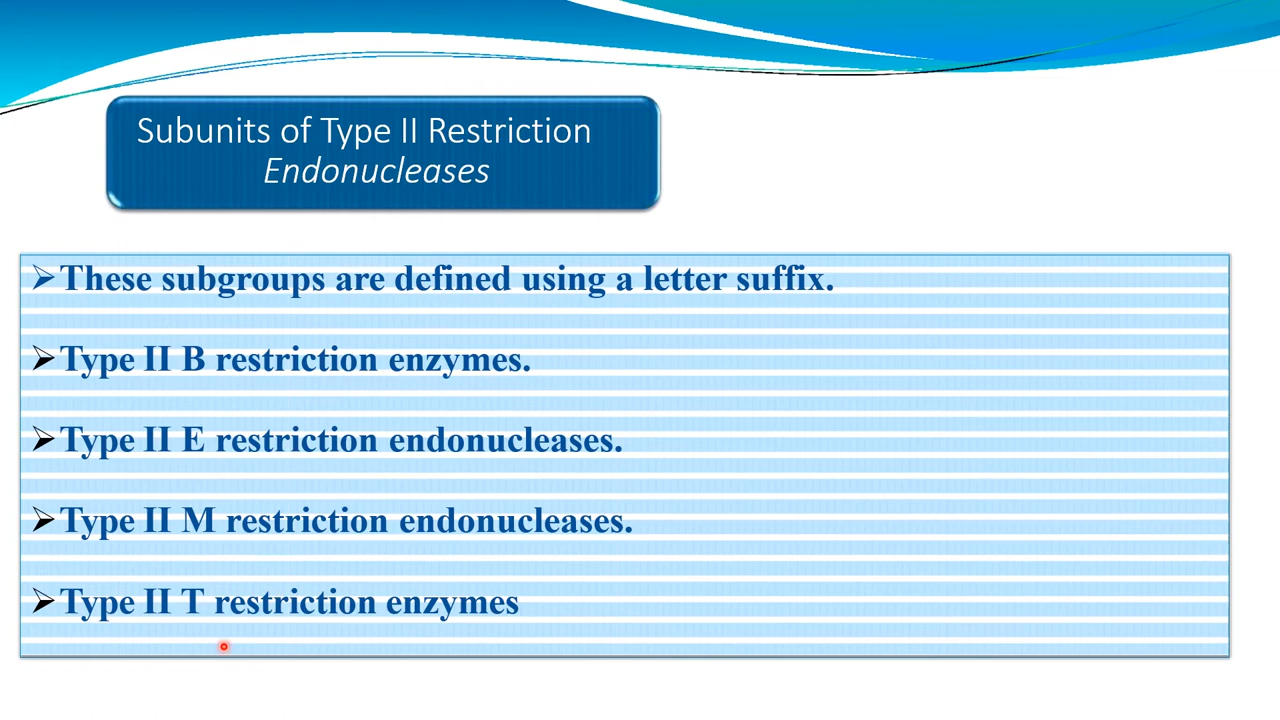 Subunits of Type II Restriction
Endonucleases
➢These subgroups are defined using a letter suffix.
➢Type II B restriction enzymes.
➢Type II E restriction endonucleases.
➢Type II M restriction endonucleases.
➢Type II T restriction enzymes